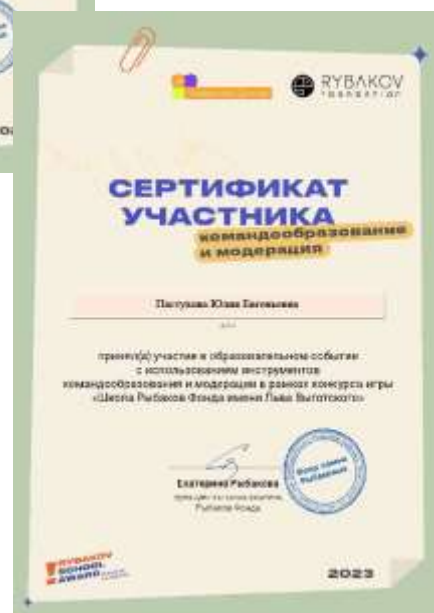 RYBAKOV
FOUNDATION
СЕРТИФИКАТ
УЧАСТНИКА
командообразование
и модерация
Пастухова Юлия Евгеньевна
принял(а) участие в образовательном событии
с использованием инструментов
командообразования и модерации в рамках конкурса игры
«Школа Рыбаков Фонда имени Льва Выготского»
Екатерина Рыбакова
Рыбаков Фонда
RYBAKOV
SCHOOL
AWARD
2023